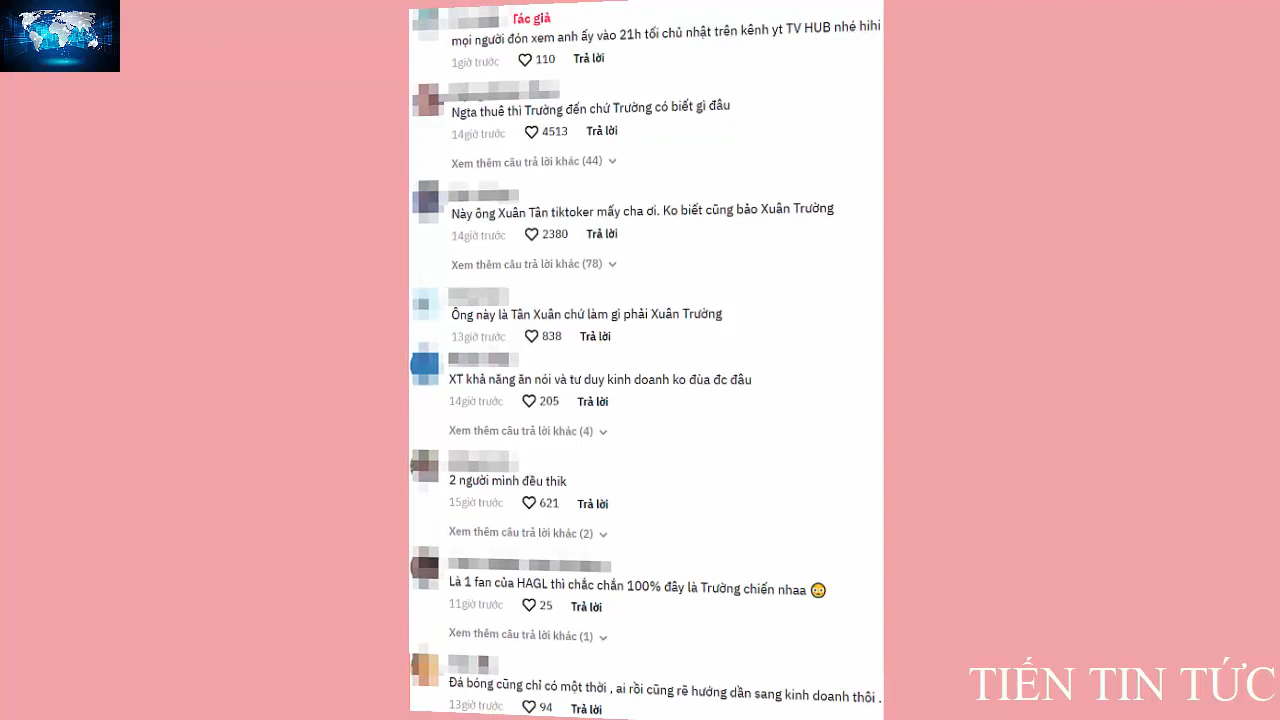 Tác giả
mọi người đón xem anh ấy vào 21h tối chủ nhật trên kênh yt TV HUB nhé hihi
1giờ trước 110 Trả lời
Ngta thuê thì Trường đến chứ Trường có biết gì đâu
14giờ trước 4513 Trả lời
Xem thêm câu trả lời khác (44)
Này ông Xuân Tân tiktoker mấy cha ơi. Ko biết cũng bảo Xuân Trường
14giờ trước 2380 Trả lời
Xem thêm câu trả lời khác (78)
Ông này là Tân Xuân chứ làm gì phải Xuân Trường
13giờ trước 838 Trả lời
XT khả năng ăn nói và tư duy kinh doanh ko đùa đc đâu
14giờ trước 205 Trả lời
Xem thêm câu trả lời khác (4)
2 người mình đều thik
15giờ trước 621 Trả lời
Xem thêm câu trả lời khác (2)
Là 1 fan của HAGL thì chắc chắn 100% đây là Trường chiến nhaa 😳
11giờ trước 25 Trả lời
Xem thêm câu trả lời khác (1)
Đá bóng cũng chỉ có một thời , ai rồi cũng rẽ hướng dần sang kinh doanh thôi .
13giờ trước 94 Trả lời
TIẾN TIN TỨC